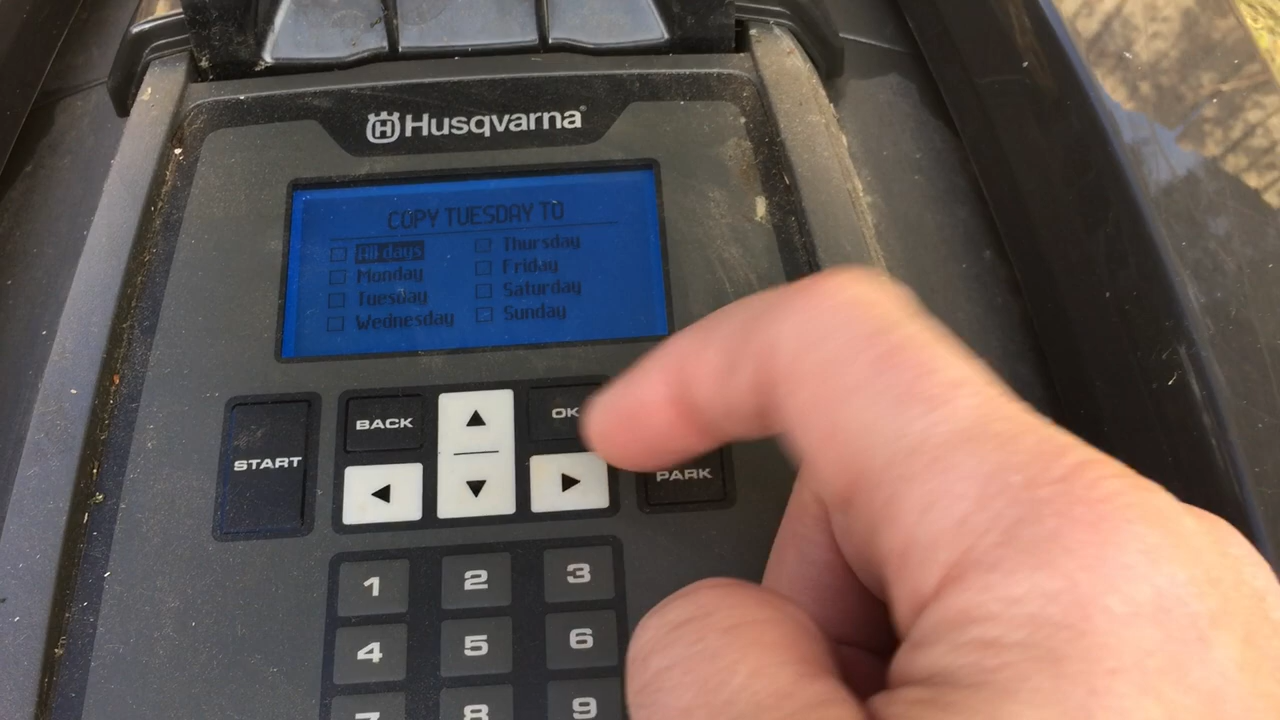 Husqvarna®
COPY TUESDAY TO
All days
Monday
Tuesday
Wednesday
Thursday
Friday
Saturday
Sunday
START
BACK
OK
PARK
1 2 3
4 5 6
7 8 9